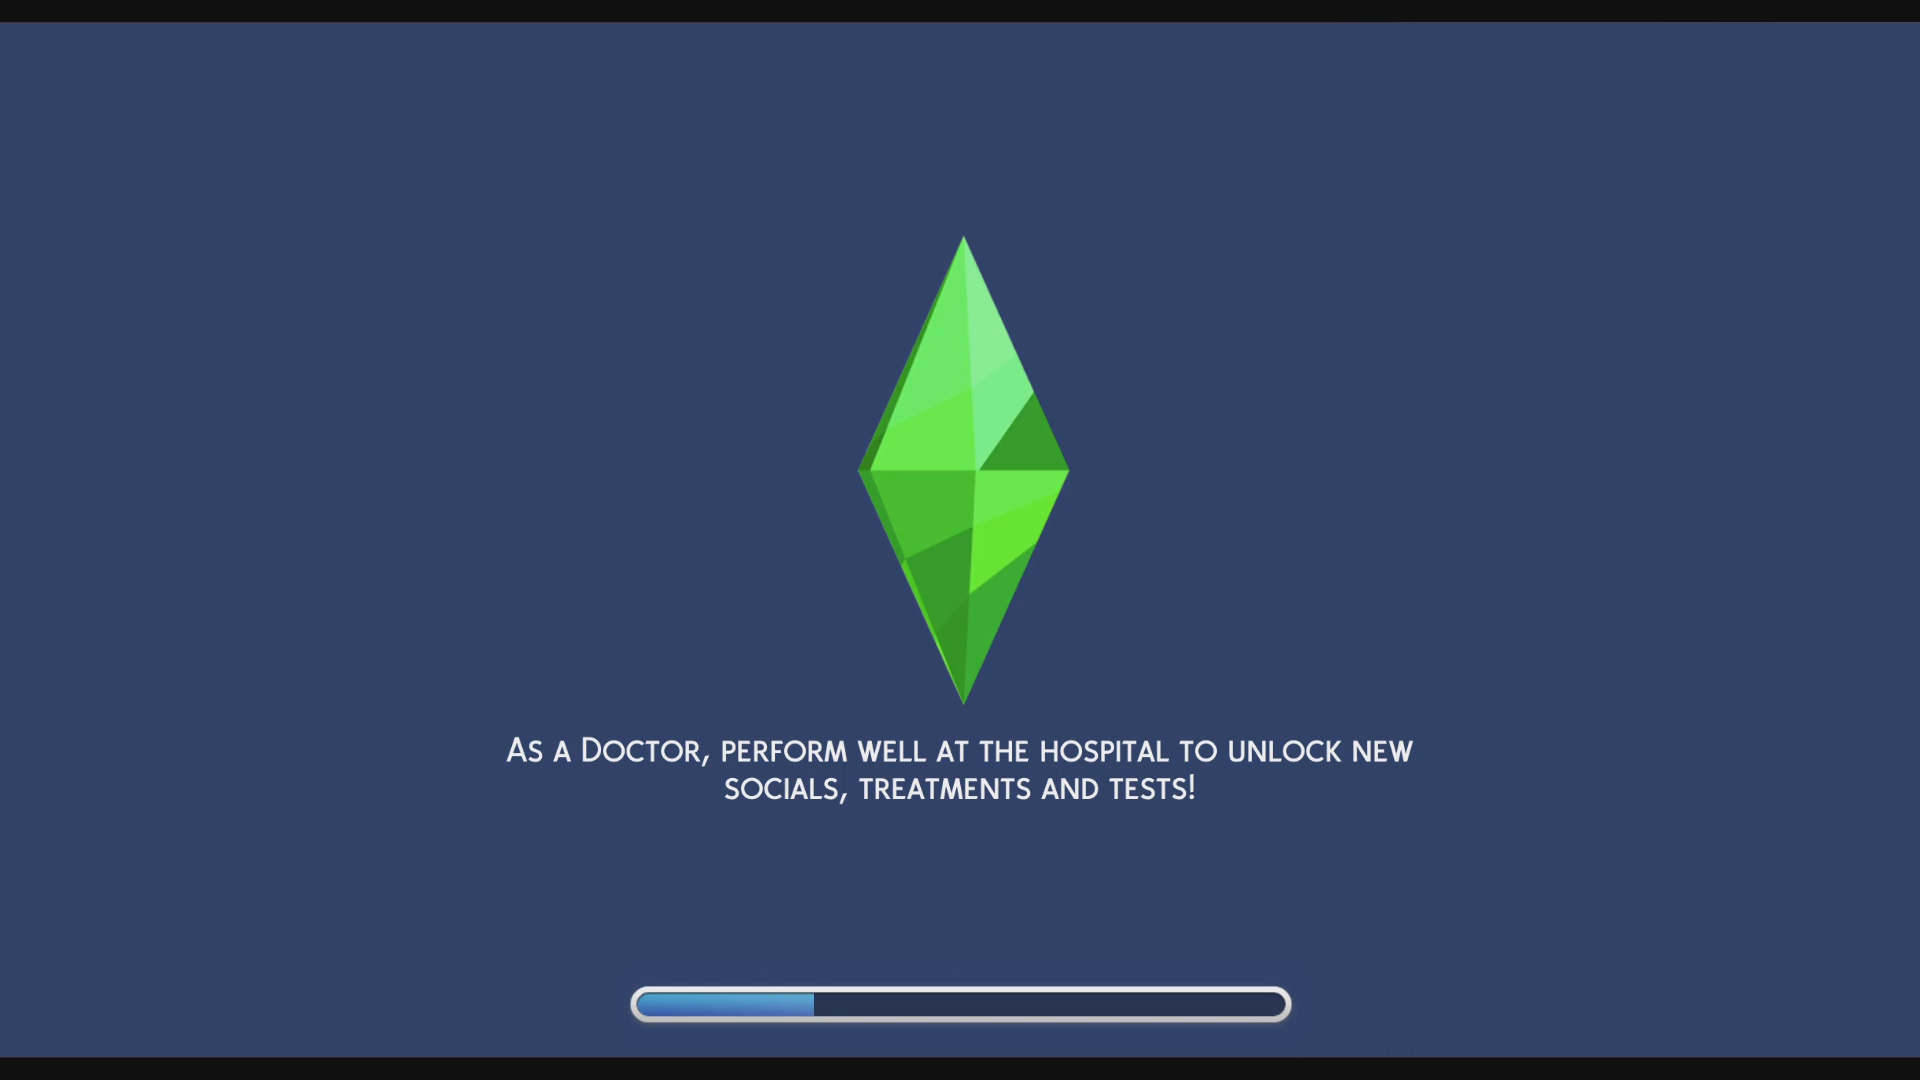 As a Doctor, perform well at the hospital to unlock new
socials, treatments and tests!